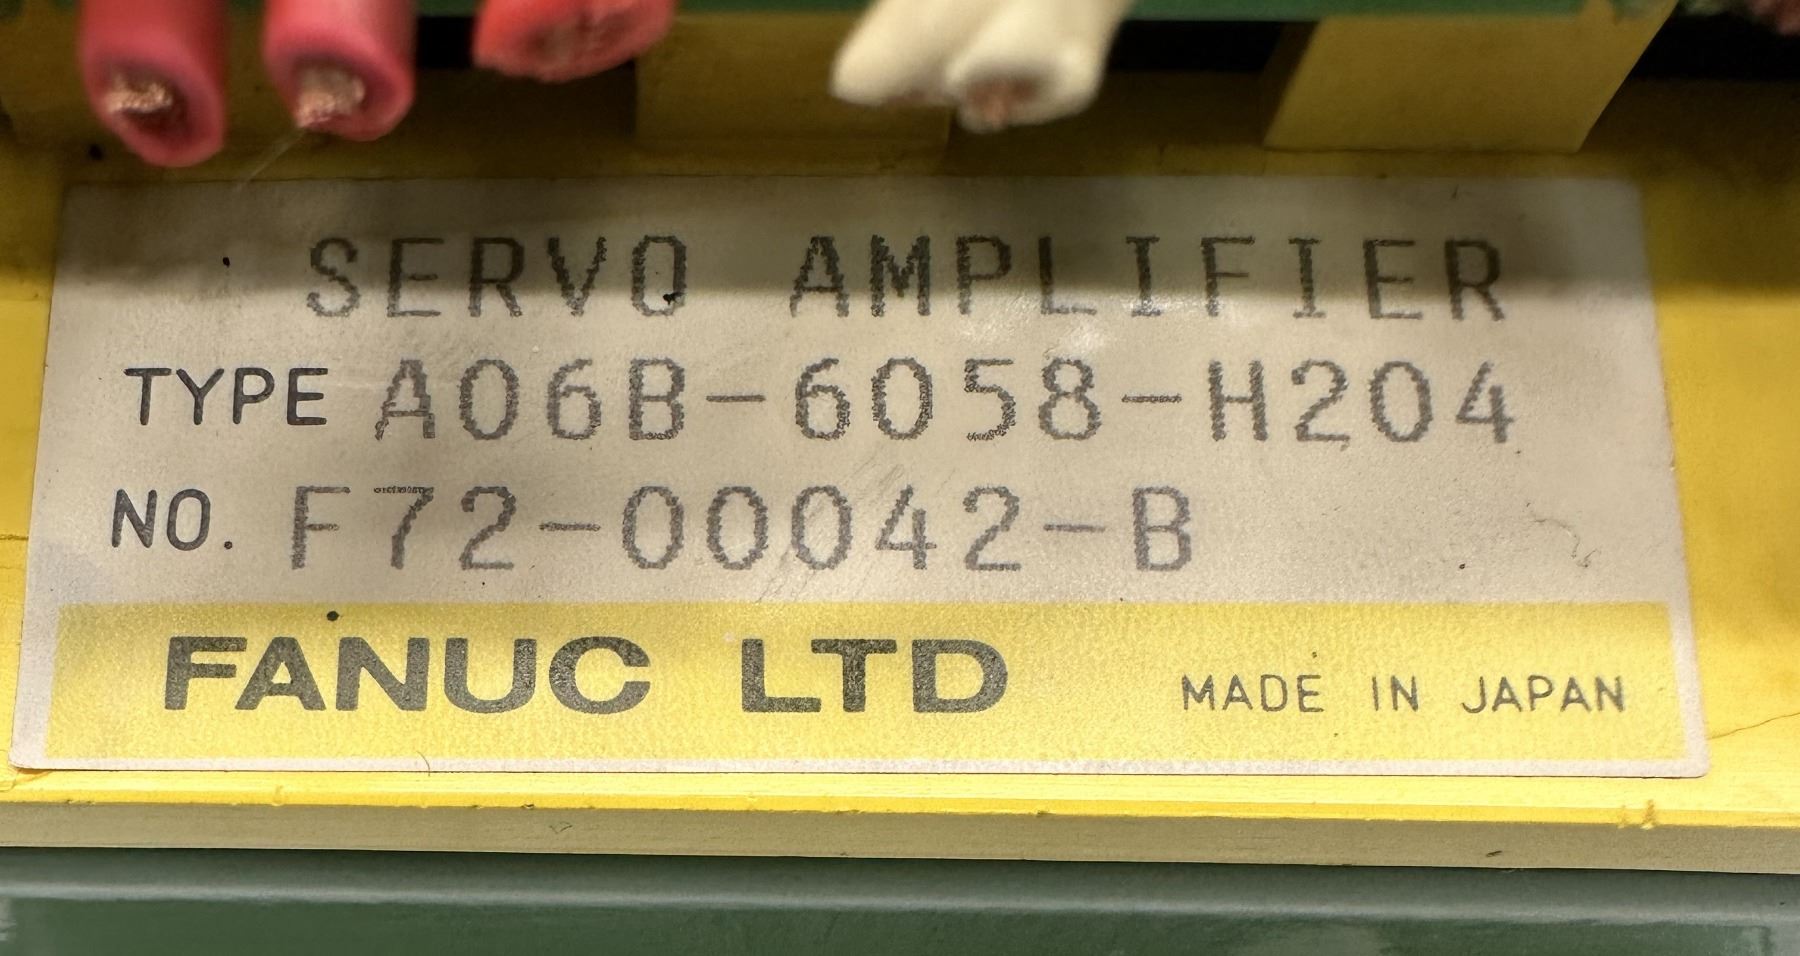 SERVO AMPLIFIER
TYPE A06B-6058-H204
NO. F72-00042-B
FANUC LTD MADE IN JAPAN